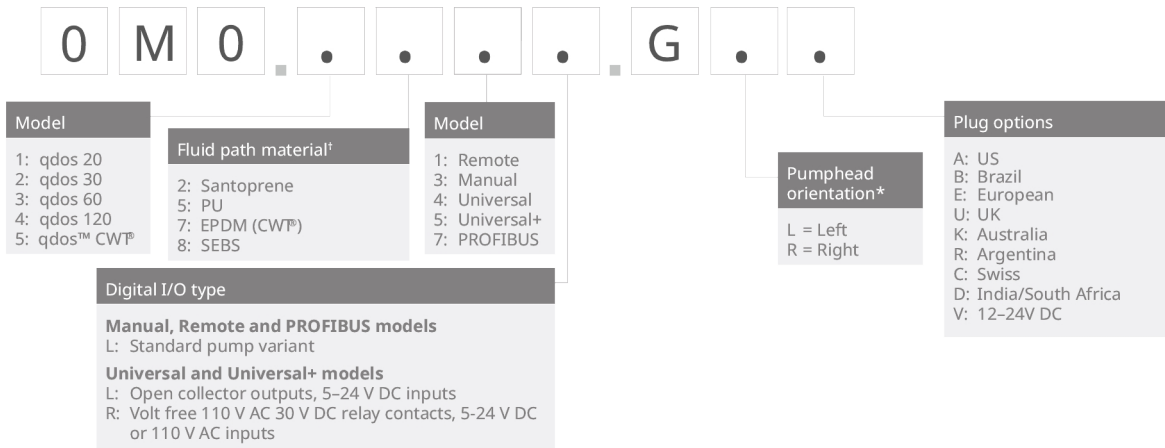 0 M 0 . . . . . . G . .
Model
1: qdos 20
2: qdos 30
3: qdos 60
4: qdos 120
5: qdos™ CWT®
Fluid path material†
2: Santoprene
5: PU
7: EPDM (CWT®)
8: SEBS
Model
1: Remote
3: Manual
4: Universal
5: Universal+
7: PROFIBUS
Digital I/O type
Manual, Remote and PROFIBUS models
L: Standard pump variant
Universal and Universal+ models
L: Open collector outputs, 5–24 V DC inputs
R: Volt free 110 V AC 30 V DC relay contacts, 5-24 V DC
or 110 V AC inputs
Pumphead
orientation*
L = Left
R = Right
Plug options
A: US
B: Brazil
E: European
U: UK
K: Australia
R: Argentina
C: Swiss
D: India/South Africa
V: 12–24V DC